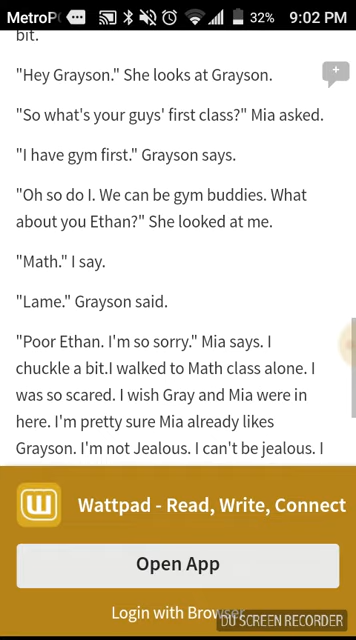 MetroP 32% 9:02 PM
bit.
"Hey Grayson." She looks at Grayson.
"So what's your guys' first class?" Mia asked.
"I have gym first." Grayson says.
"Oh so do I. We can be gym buddies. What
about you Ethan?" She looked at me.
"Math." I say.
"Lame." Grayson said.
"Poor Ethan. I'm so sorry." Mia says. I
chuckle a bit.I walked to Math class alone. I
was so scared. I wish Gray and Mia were in
here. I'm pretty sure Mia already likes
Grayson. I'm not Jealous. I can't be jealous. I
Wattpad - Read, Write, Connect
Open App
Login with Browser
DU SCREEN RECORDER